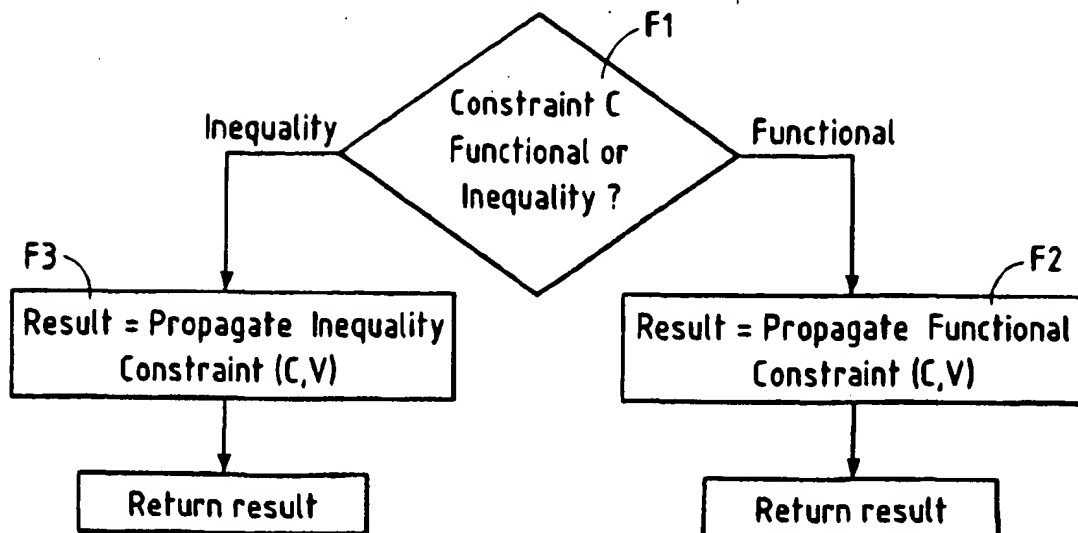 F1
Constraint C
Functional or
Inequality ?
Inequality
Functional
F3
Result = Propagate Inequality
Constraint (C,V)
Return result
F2
Result = Propagate Functional
Constraint (C,V)
Return result